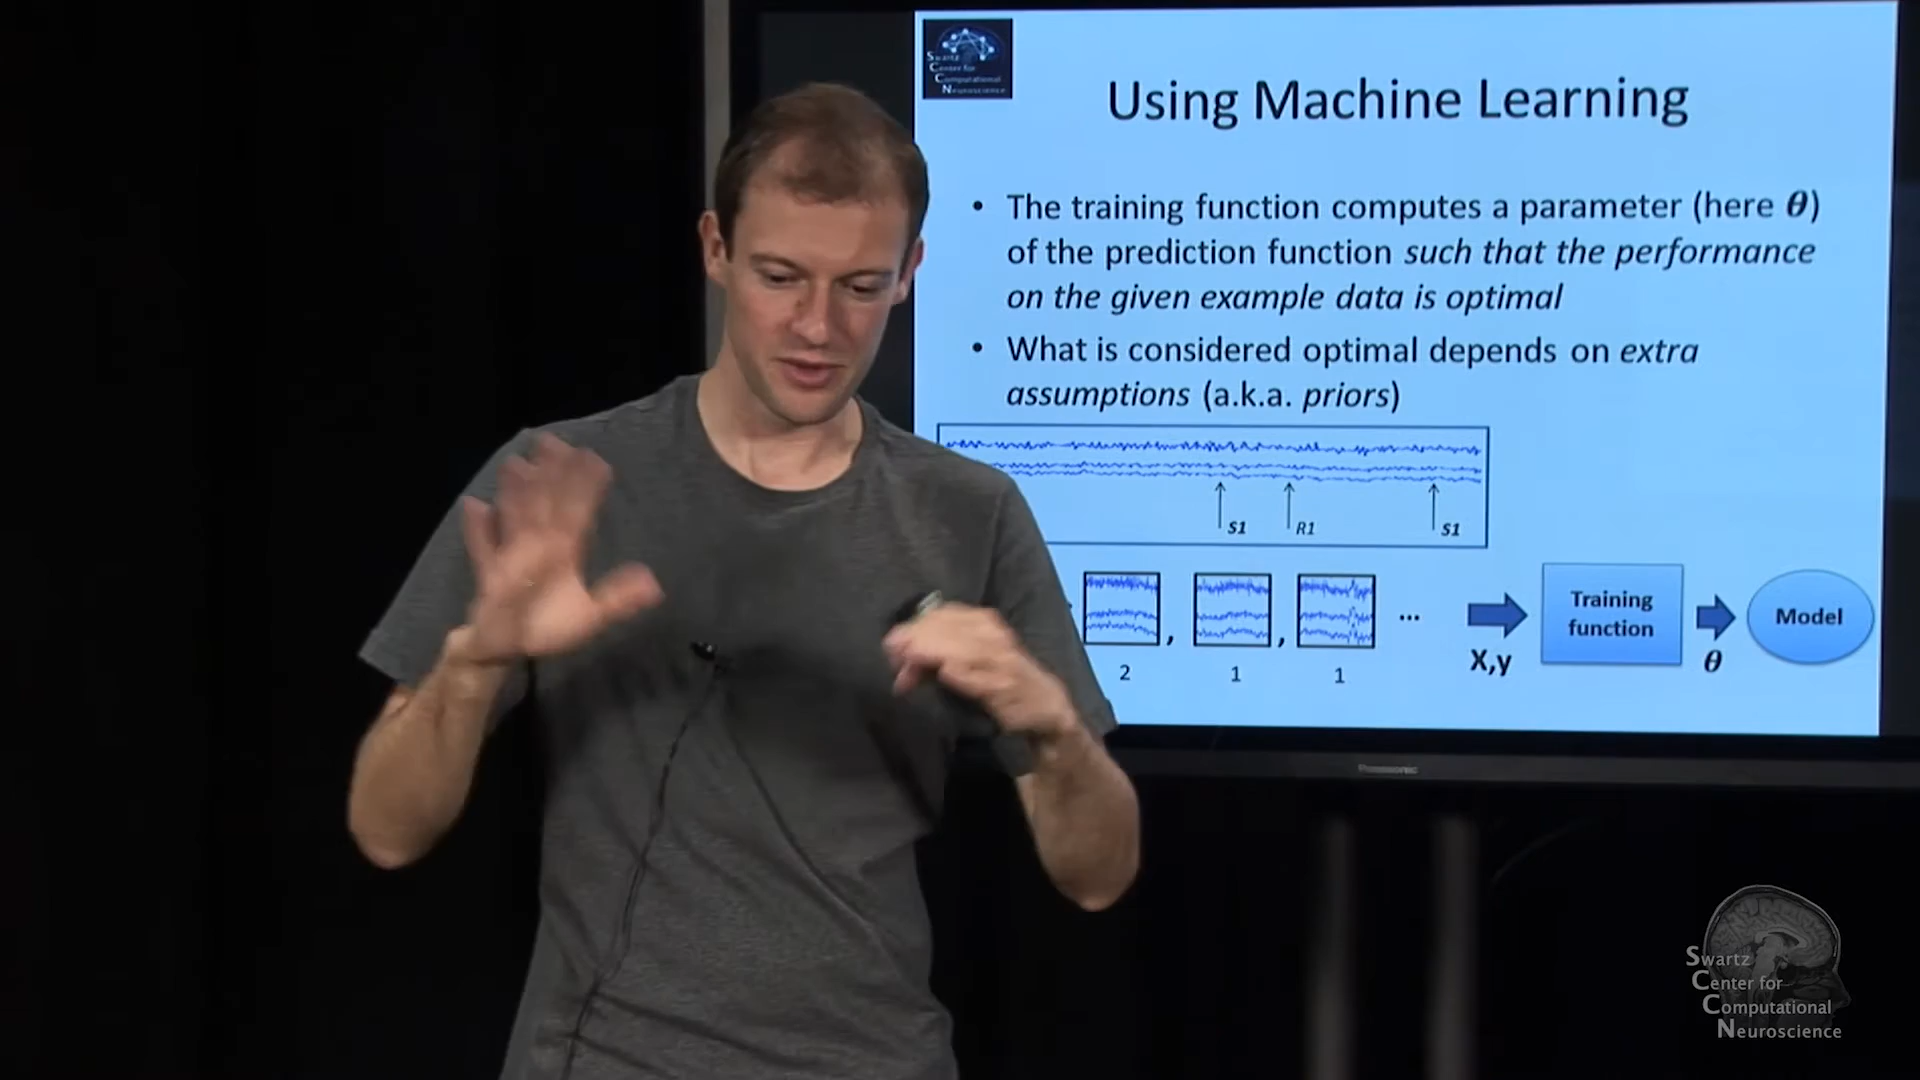 Swartz
Center for
Computational
Neuroscience
Using Machine Learning
• The training function computes a parameter (here θ)
of the prediction function such that the performance
on the given example data is optimal
• What is considered optimal depends on extra
assumptions (a.k.a. priors)
S1
R1
S1
, , ...
2 1 1
X,y
Training
function
θ
Model
Panasonic
Swartz
Center for
Computational
Neuroscience